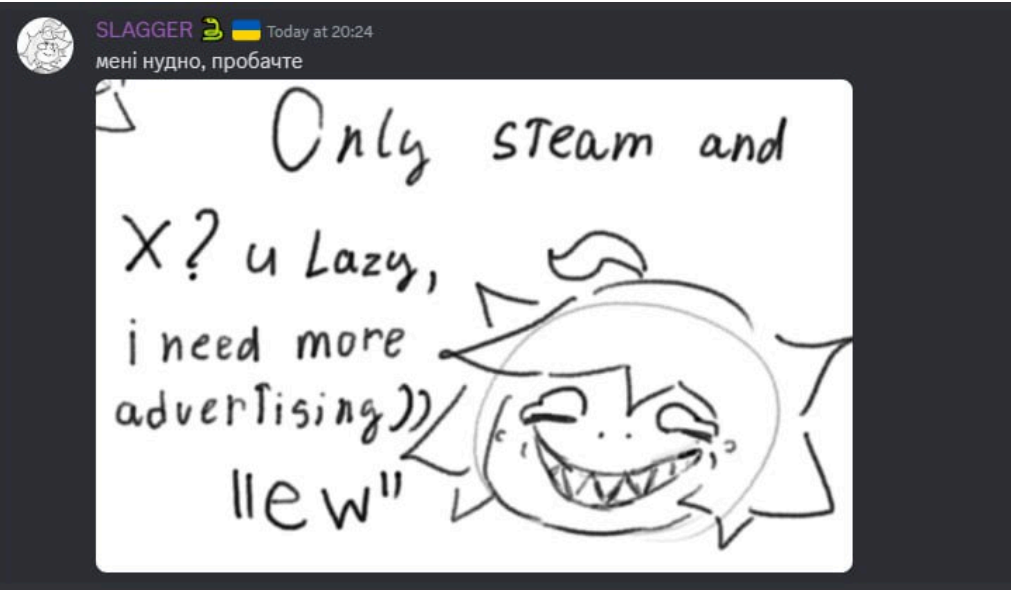 SLAGGER Today at 20:24
мені нудно, пробачте
Only steam and
X? u Lazy,
i need more
advertising))
"ew"